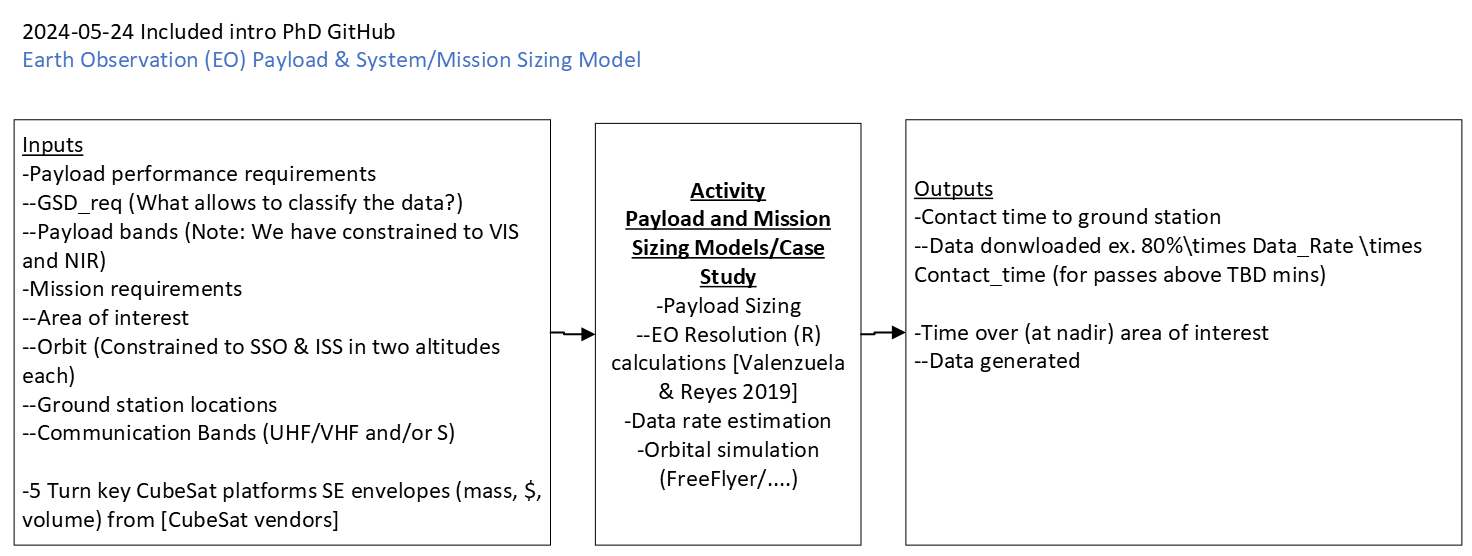 2024-05-24 Included intro PhD GitHub
Earth Observation (EO) Payload & System/Mission Sizing Model
Inputs
-Payload performance requirements
--GSD_req (What allows to classify the data?)
--Payload bands (Note: We have constrained to VIS
and NIR)
-Mission requirements
--Area of interest
--Orbit (Constrained to SSO & ISS in two altitudes
each)
--Ground station locations
--Communication Bands (UHF/VHF and/or S)
-5 Turn key CubeSat platforms SE envelopes (mass, $,
volume) from [CubeSat vendors]
Activity
Payload and Mission
Sizing Models/Case
Study
-Payload Sizing
--EO Resolution (R)
calculations [Valenzuela
& Reyes 2019]
-Data rate estimation
-Orbital simulation
(FreeFlyer/....)
Outputs
-Contact time to ground station
--Data donwloaded ex. 80%\times Data_Rate \times
Contact_time (for passes above TBD mins)
-Time over (at nadir) area of interest
--Data generated